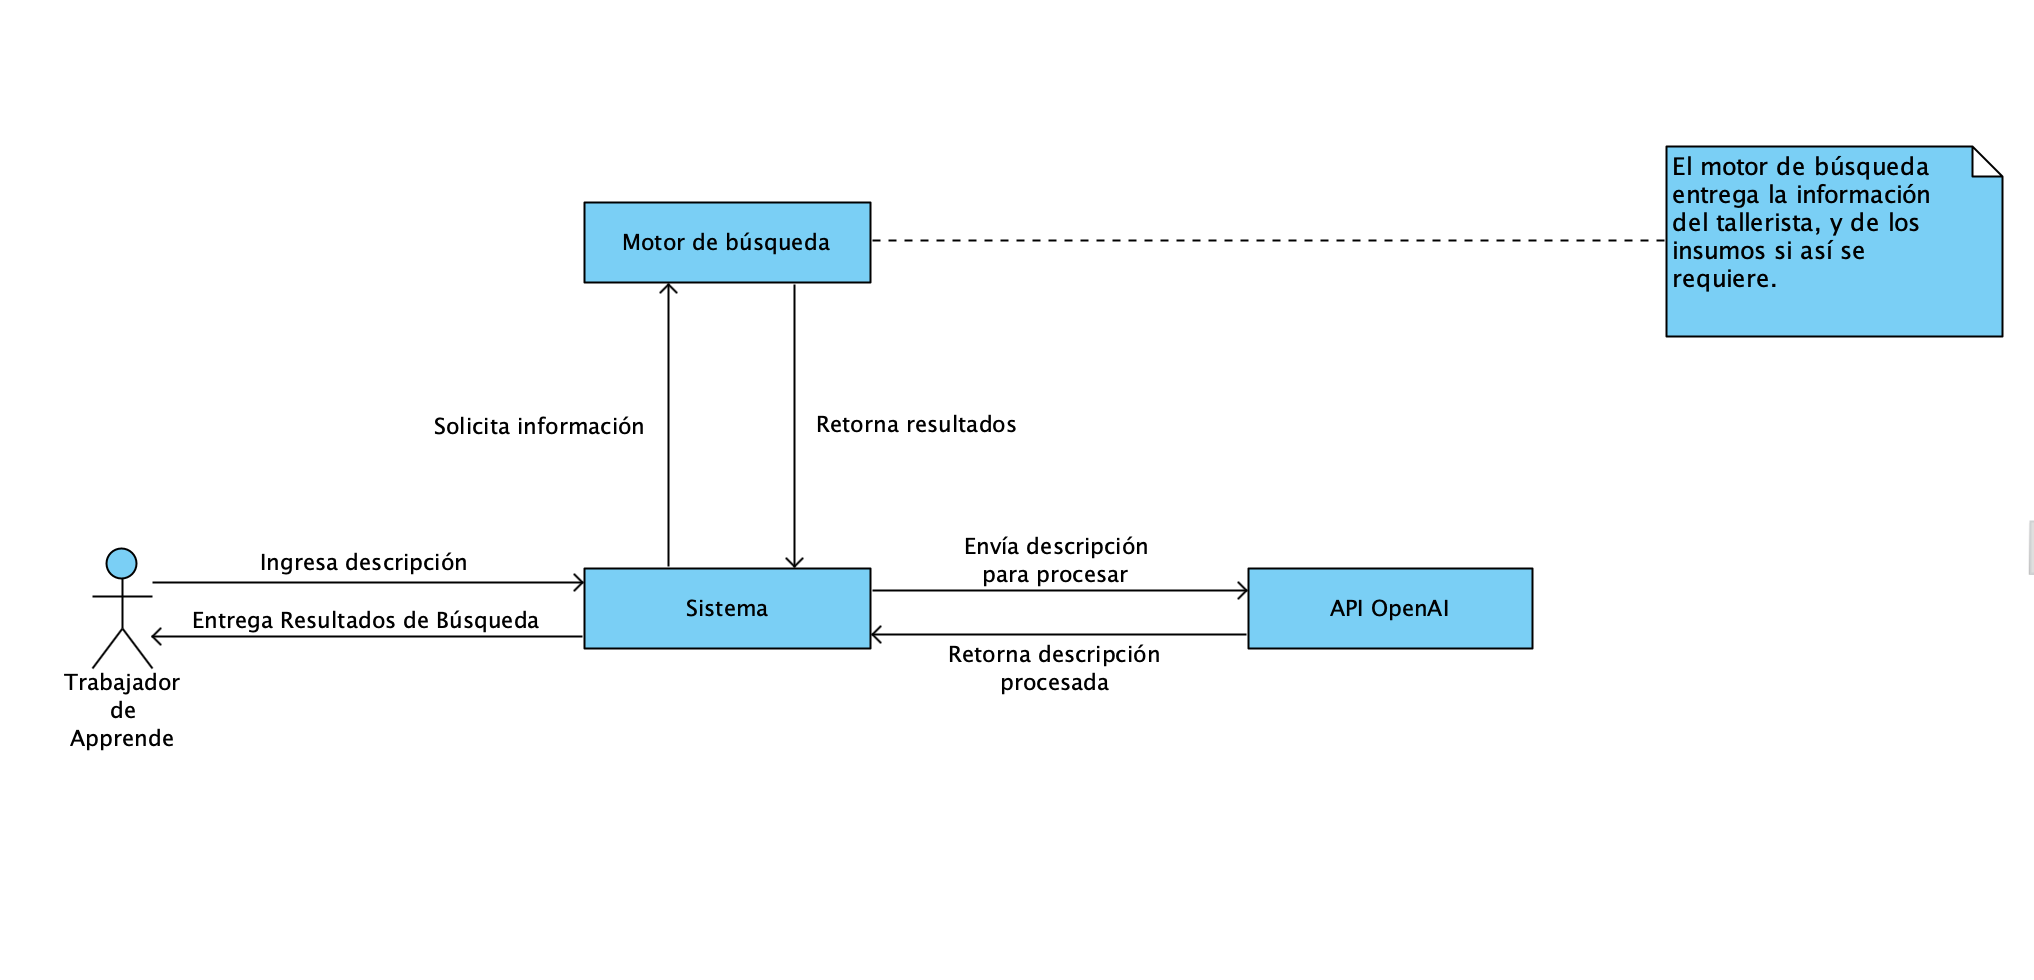 El motor de búsqueda
entrega la información
del tallerista, y de los
insumos si así se
requiere.
Motor de búsqueda
Solicita información
Retorna resultados
Ingresa descripción
Entrega Resultados de Búsqueda
Trabajador
de
Apprende
Sistema
Envía descripción
para procesar
Retorna descripción
procesada
API OpenAI